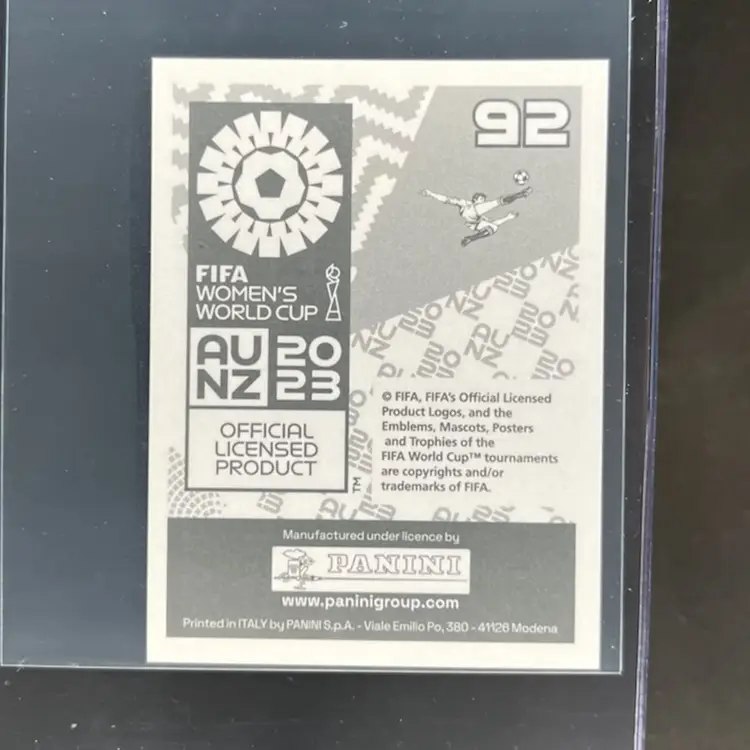 92
FIFA
WOMEN'S
WORLD CUP
AU 20
NZ 23
OFFICIAL
LICENSED
PRODUCT
TM
© FIFA, FIFA's Official Licensed
Product Logos, and the
Emblems, Mascots, Posters
and Trophies of the
FIFA World Cup™ tournaments
are copyrights and/or
trademarks of FIFA.
Manufactured under licence by
PANINI
www.paninigroup.com
Printed in ITALY by PANINI S.p.A. - Viale Emilio Po, 380 - 41126 Modena